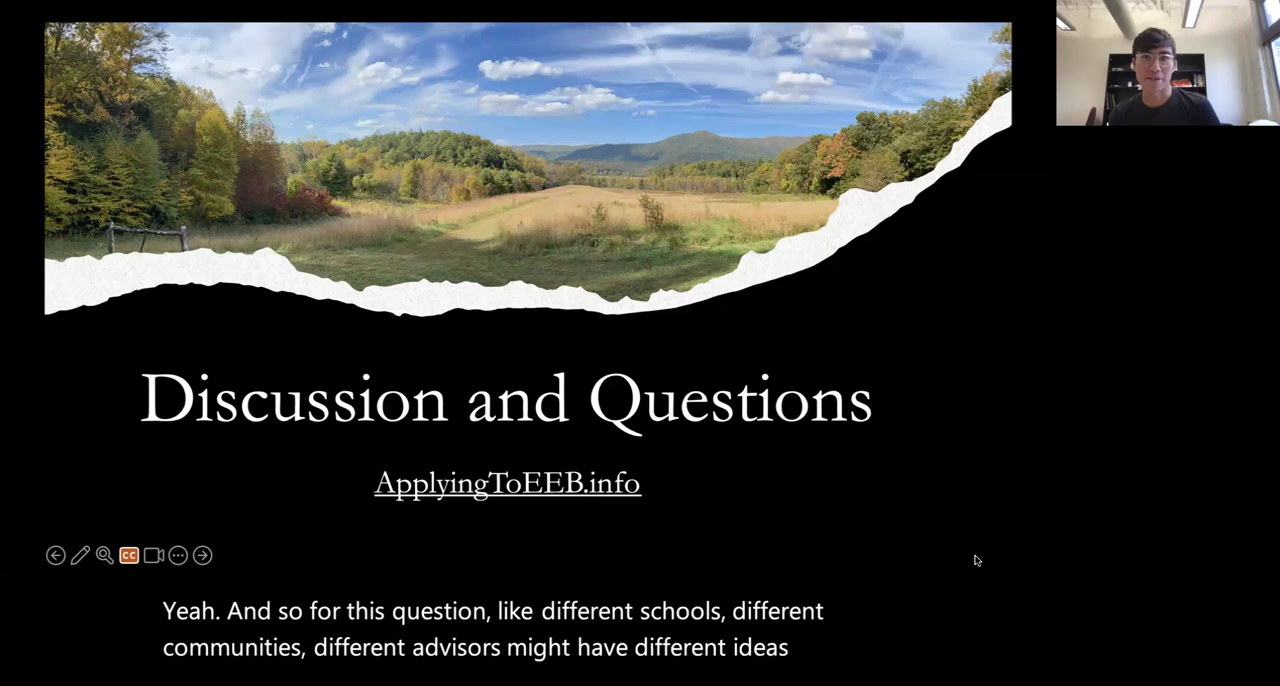 Discussion and Questions
ApplyingToEEB.info
CC
Yeah. And so for this question, like different schools, different
communities, different advisors might have different ideas